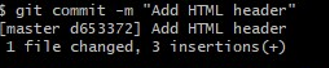 $ git commit -m "Add HTML header"
[master d653372] Add HTML header
1 file changed, 3 insertions(+)